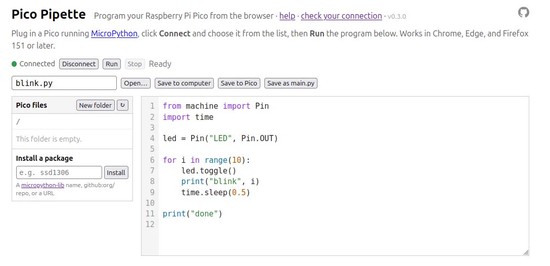 Pico Pipette Program your Raspberry Pi Pico from the browser · help · check your connection · v0.3.0
Plug in a Pico running MicroPython, click Connect and choose it from the list, then Run the program below. Works in Chrome, Edge, and Firefox
151 or later.
Connected Disconnect Run Stop Ready
blink.py Open... Save to computer Save to Pico Save as main.py
Pico files New folder ↻
/
This folder is empty.
Install a package
e.g. ssd1306 Install
A micropython-lib name, github:org/
repo, or a URL
1 from machine import Pin
2 import time
3
4 led = Pin("LED", Pin.OUT)
5
6 for i in range(10):
7     led.toggle()
8     print("blink", i)
9     time.sleep(0.5)
10
11 print("done")
12